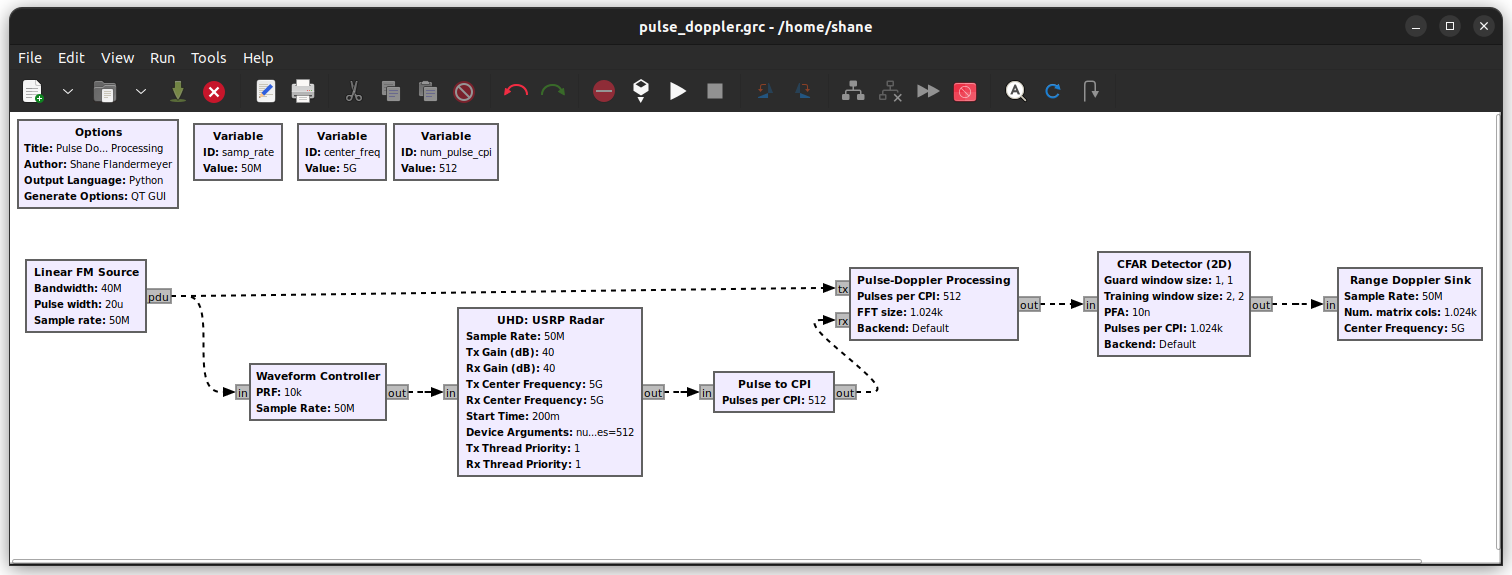 pulse_doppler.grc - /home/shane
File Edit View Run Tools Help
Options
Title: Pulse Do... Processing
Author: Shane Flandermeyer
Output Language: Python
Generate Options: QT GUI
Variable
ID: samp_rate
Value: 50M
Variable
ID: center_freq
Value: 5G
Variable
ID: num_pulse_cpi
Value: 512
Linear FM Source
Bandwidth: 40M
Pulse width: 20u
Sample rate: 50M
pdu
in
Waveform Controller
PRF: 10k
Sample Rate: 50M
out
in
UHD: USRP Radar
Sample Rate: 50M
Tx Gain (dB): 40
Rx Gain (dB): 40
Tx Center Frequency: 5G
Rx Center Frequency: 5G
Start Time: 200m
Device Arguments: nu...es=512
Tx Thread Priority: 1
Rx Thread Priority: 1
out
in
Pulse to CPI
Pulses per CPI: 512
out
tx
rx
Pulse-Doppler Processing
Pulses per CPI: 512
FFT size: 1.024k
Backend: Default
out
in
CFAR Detector (2D)
Guard window size: 1, 1
Training window size: 2, 2
PFA: 10n
Pulses per CPI: 1.024k
Backend: Default
out
in
Range Doppler Sink
Sample Rate: 50M
Num. matrix cols: 1.024k
Center Frequency: 5G